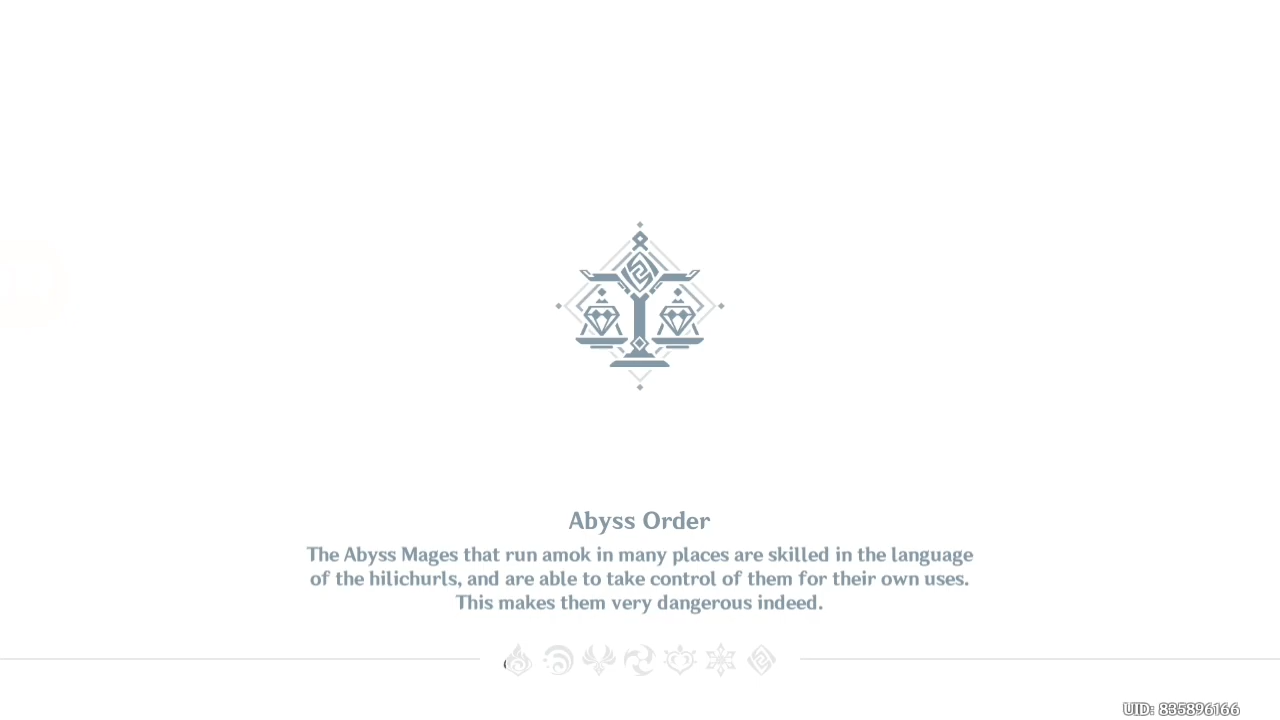 Abyss Order
The Abyss Mages that run amok in many places are skilled in the language
of the hilichurls, and are able to take control of them for their own uses.
This makes them very dangerous indeed.
UID: 835896166